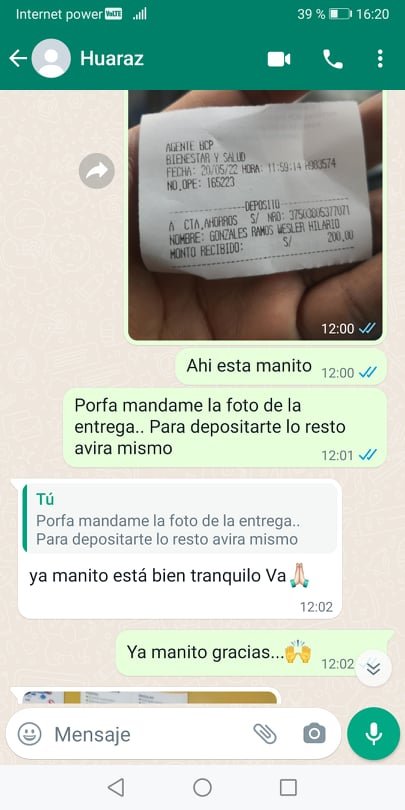 Internet power VoLTE 39 % 16:20
Huaraz
AGENTE BCP
BIENESTAR Y SALUD
FECHA: 20/05/22 HORA: 11:59:14 H983574
NO,OPE: 165223
DEPOSITO
A CTA,AHORROS S/ NRO: 37503805377071
NOMBRE: GONZALES RAMOS WESLER HILARIO
MONTO RECIBIDO: S/ 200,00
12:00
Ahi esta manito 12:00
Porfa mandame la foto de la
entrega.. Para depositarte lo resto
avira mismo 12:01
Tú
Porfa mandame la foto de la entrega..
Para depositarte lo resto avira mismo
ya manito está bien tranquilo Va🙏🏻
12:02
Ya manito gracias...🙌 12:02
Mensaje